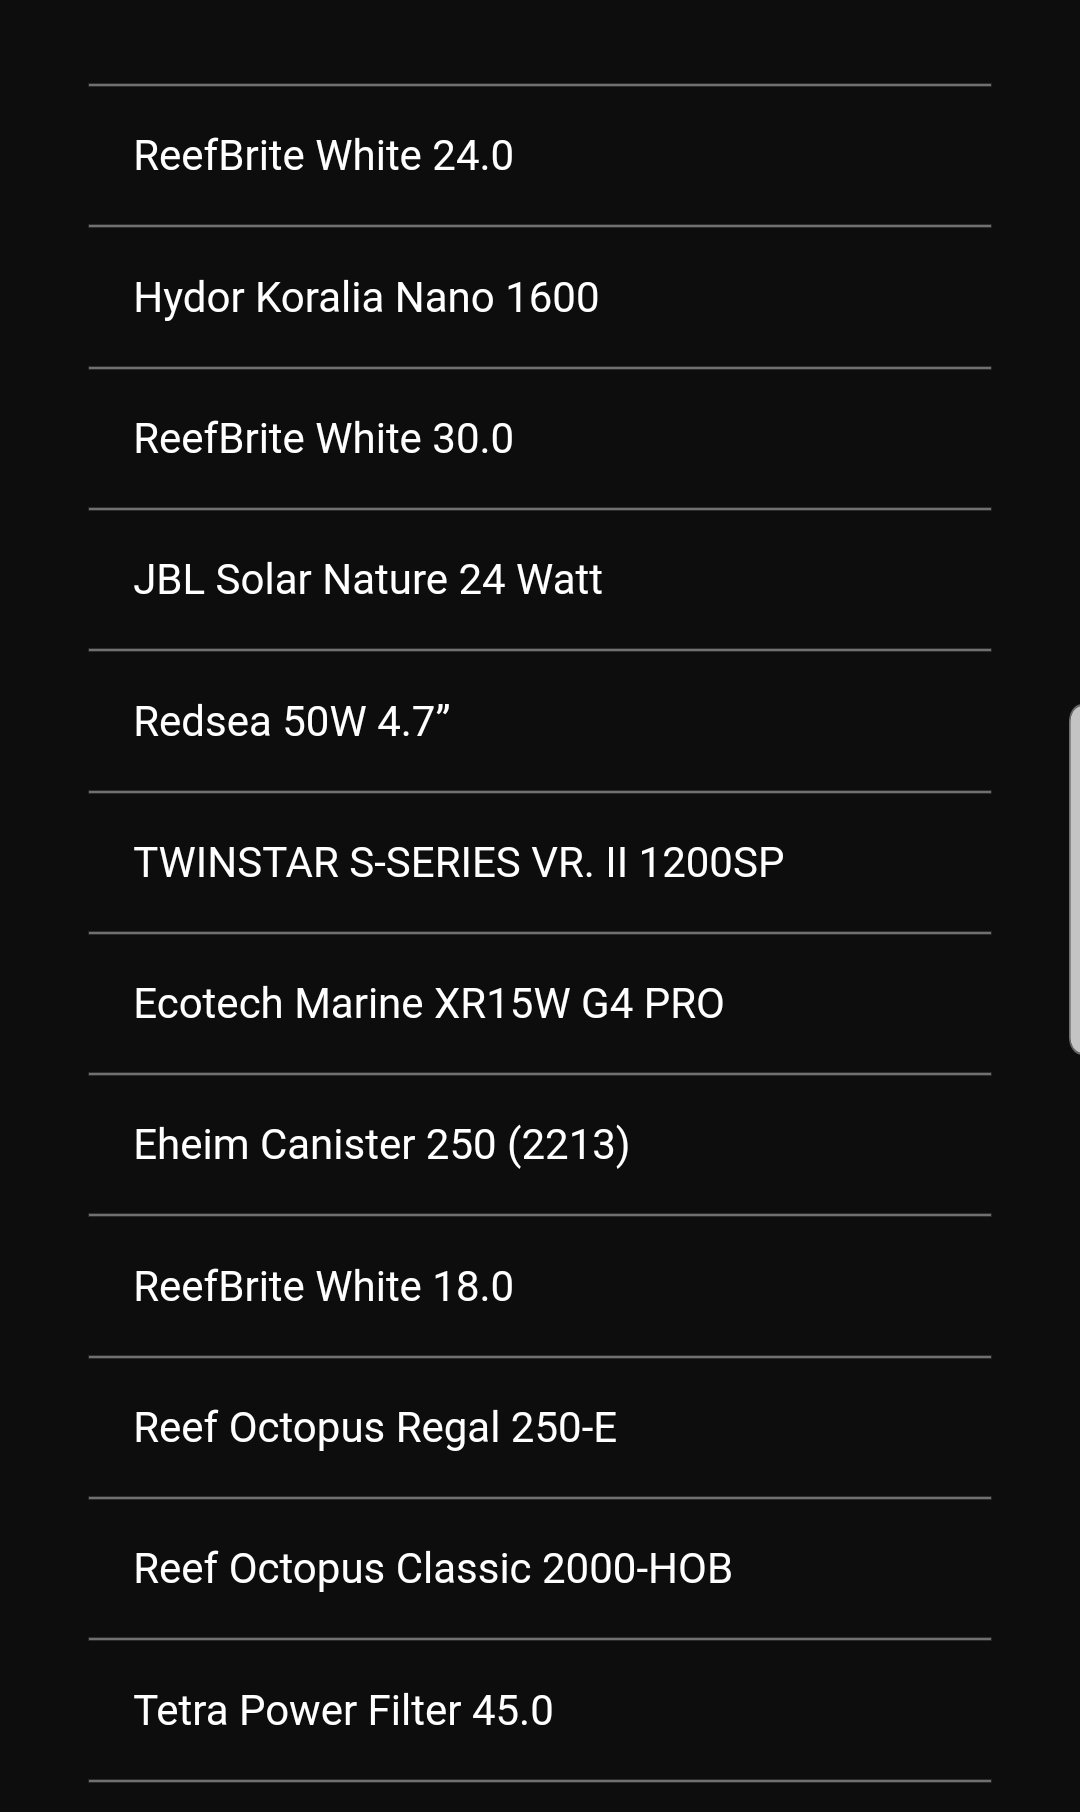 ReefBrite White 24.0
Hydor Koralia Nano 1600
ReefBrite White 30.0
JBL Solar Nature 24 Watt
Redsea 50W 4.7”
TWINSTAR S-SERIES VR. II 1200SP
Ecotech Marine XR15W G4 PRO
Eheim Canister 250 (2213)
ReefBrite White 18.0
Reef Octopus Regal 250-E
Reef Octopus Classic 2000-HOB
Tetra Power Filter 45.0